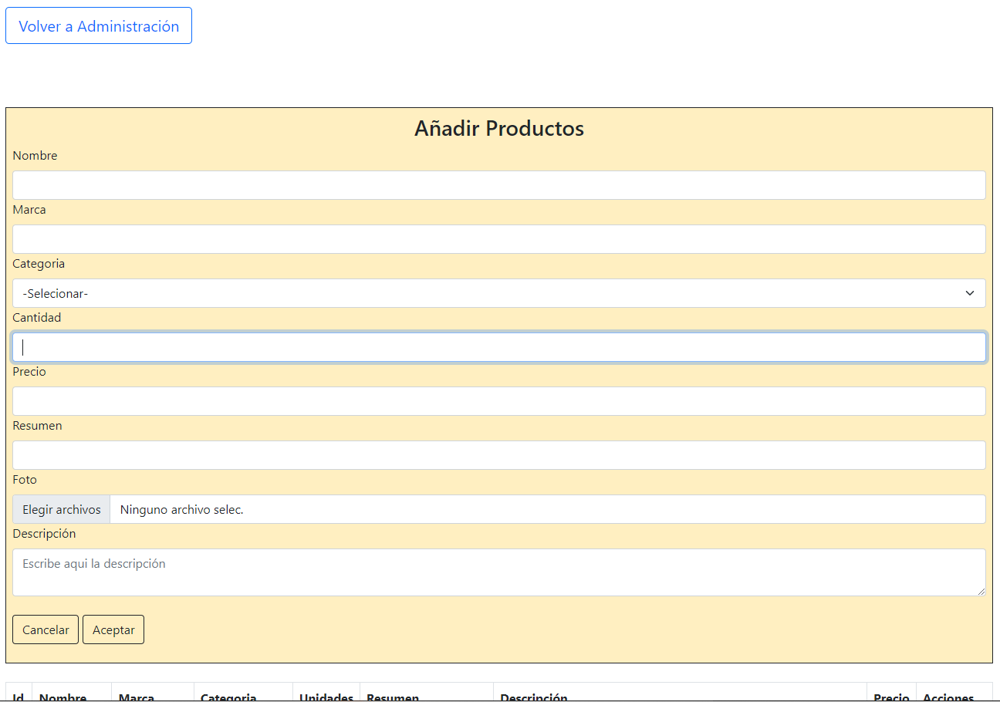 Volver a Administración
Añadir Productos
Nombre
Marca
Categoria
-Selecionar-
Cantidad
Precio
Resumen
Foto
Elegir archivos Ninguno archivo selec.
Descripción
Escribe aqui la descripción
Cancelar Aceptar
Id Nombre Marca Categoria Unidades Resumen Descripción Precio Acciones